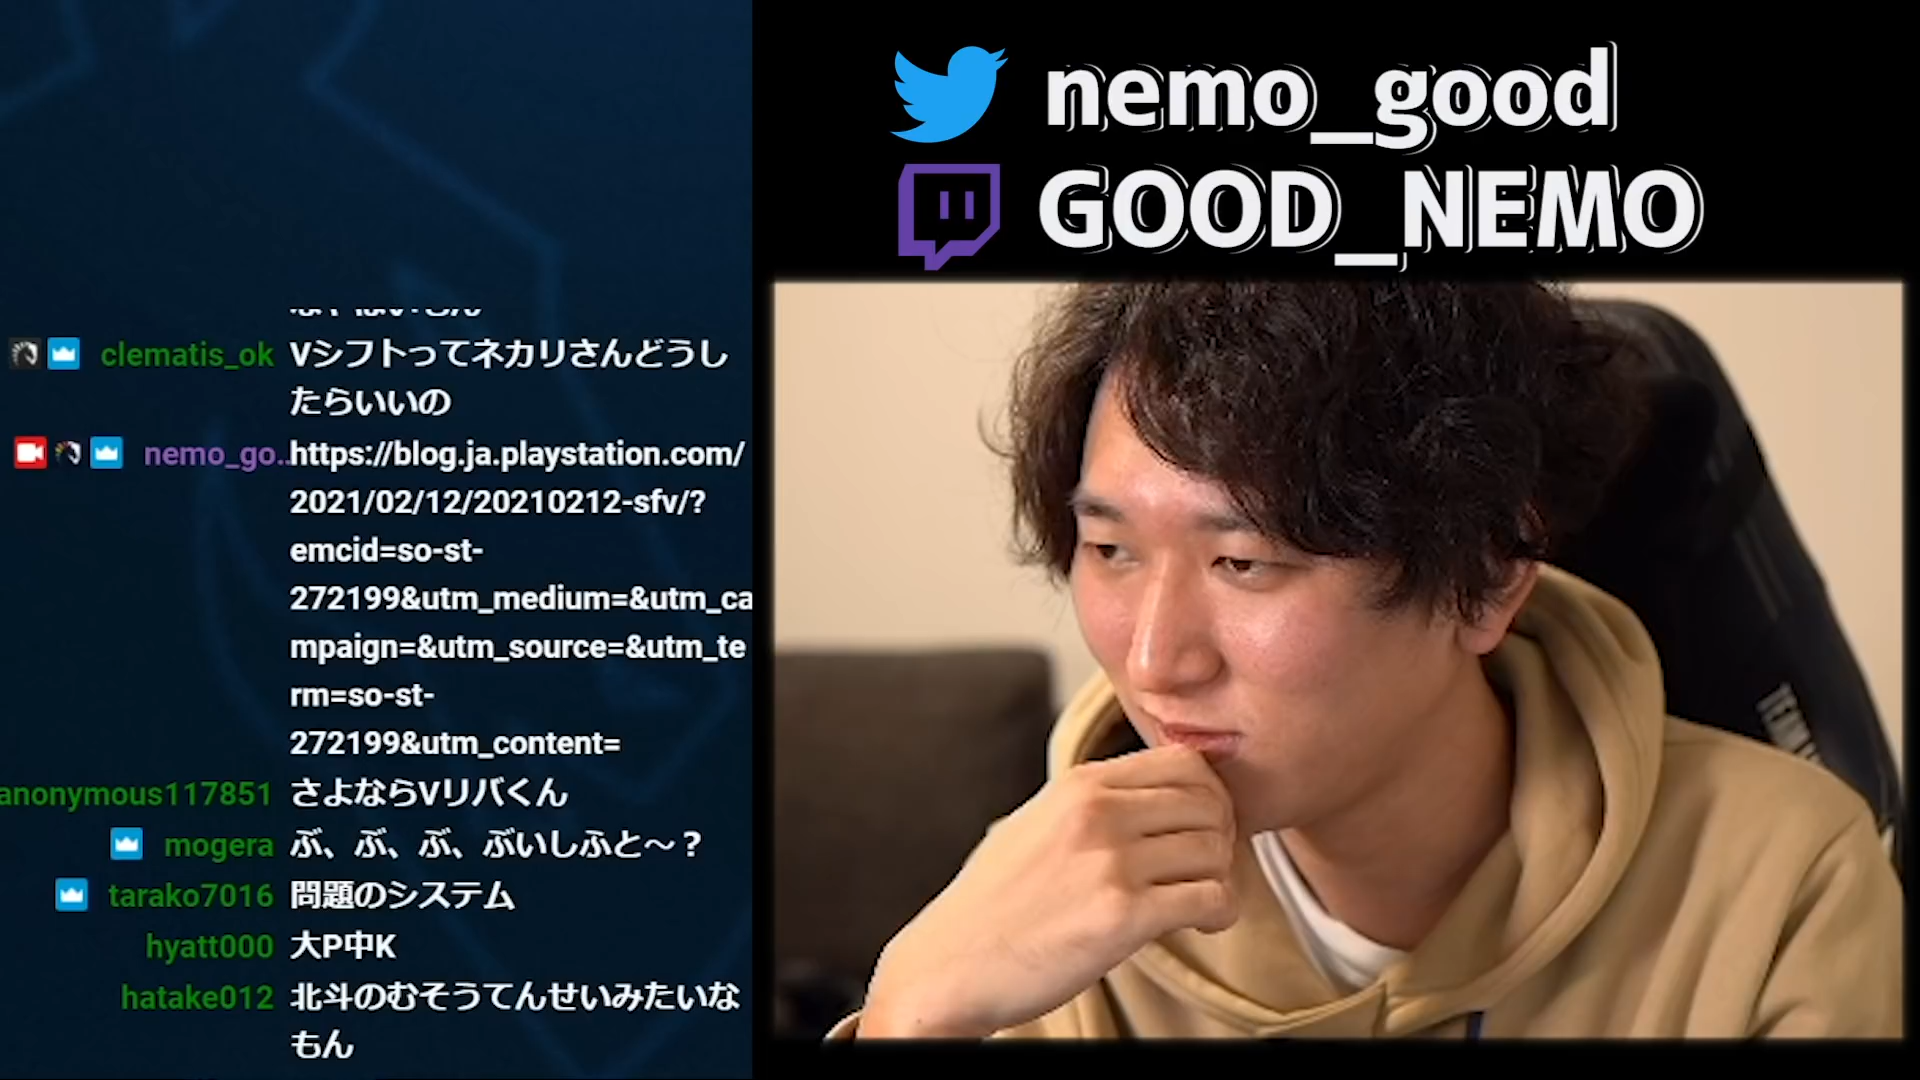 nemo_good
GOOD_NEMO
clematis_ok Vシフトってネカリさんどうし
たらいいの
nemo_go.. https://blog.ja.playstation.com/
2021/02/12/20210212-sfv/?
emcid=so-st-
272199&utm_medium=&utm_ca
mpaign=&utm_source=&utm_te
rm=so-st-
272199&utm_content=
anonymous117851 さよならVリバくん
mogera ぶ、ぶ、ぶ、ぶいしふと～？
tarako7016 問題のシステム
hyatt000 大P中K
hatake012 北斗のむそうてんせいみたいな
もん